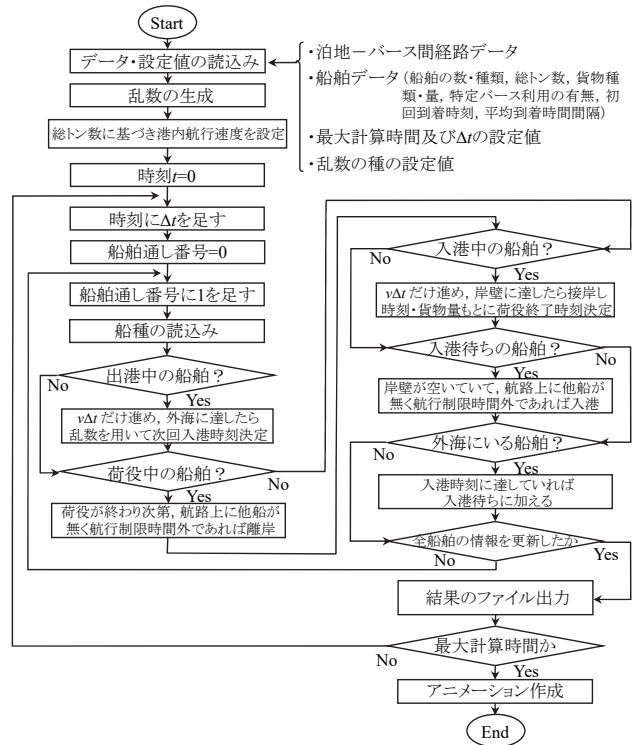 Start
データ・設定値の読込み
・泊地－バース間経路データ
・船舶データ（船舶の数・種類, 総トン数, 貨物種
類・量, 特定バース利用の有無, 初
回到着時刻, 平均到着時間間隔）
・最大計算時間及びΔtの設定値
・乱数の種の設定値
乱数の生成
総トン数に基づき港内航行速度を設定
時刻t=0
時刻にΔtを足す
船舶通し番号=0
船舶通し番号に1を足す
船種の読込み
出港中の船舶？
No
Yes
vΔtだけ進め, 外海に達したら
乱数を用いて次回入港時刻決定
荷役中の船舶？
No
Yes
荷役が終わり次第, 航路上に他船が
無く航行制限時間外であれば離岸
入港中の船舶？
No
Yes
vΔtだけ進め, 岸壁に達したら接岸し
時刻・貨物量もとに荷役終了時刻決定
入港待ちの船舶？
No
Yes
岸壁が空いていて, 航路上に他船が
無く航行制限時間外であれば入港
外海にいる船舶？
No
Yes
入港時刻に達していれば
入港待ちに加える
全船舶の情報を更新したか
No
Yes
結果のファイル出力
最大計算時間か
No
Yes
アニメーション作成
End